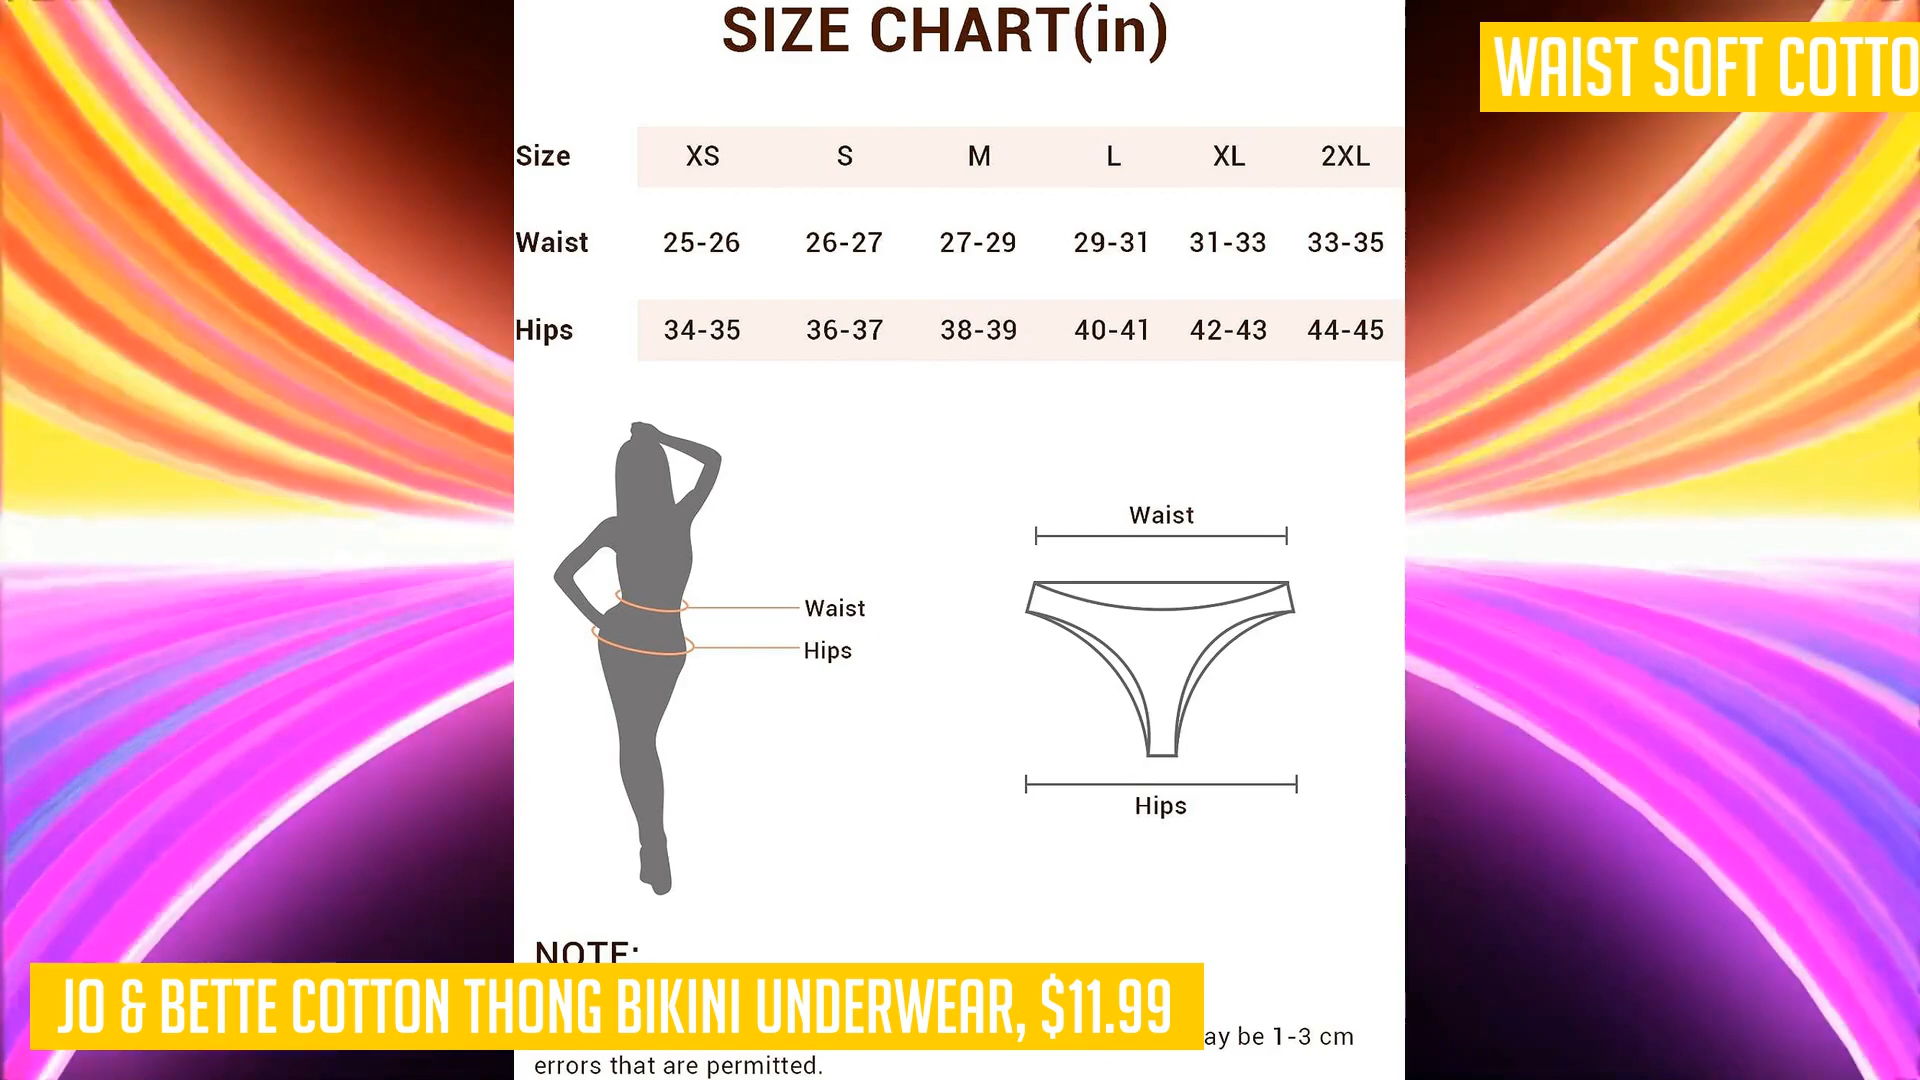 SIZE CHART(in)
WAIST SOFT COTTO
Size XS S M L XL 2XL
Waist 25-26 26-27 27-29 29-31 31-33 33-35
Hips 34-35 36-37 38-39 40-41 42-43 44-45
Waist
Waist
Hips
Hips
NOTE:
JO & BETTE COTTON THONG BIKINI UNDERWEAR, $11.99
ay be 1-3 cm
errors that are permitted.